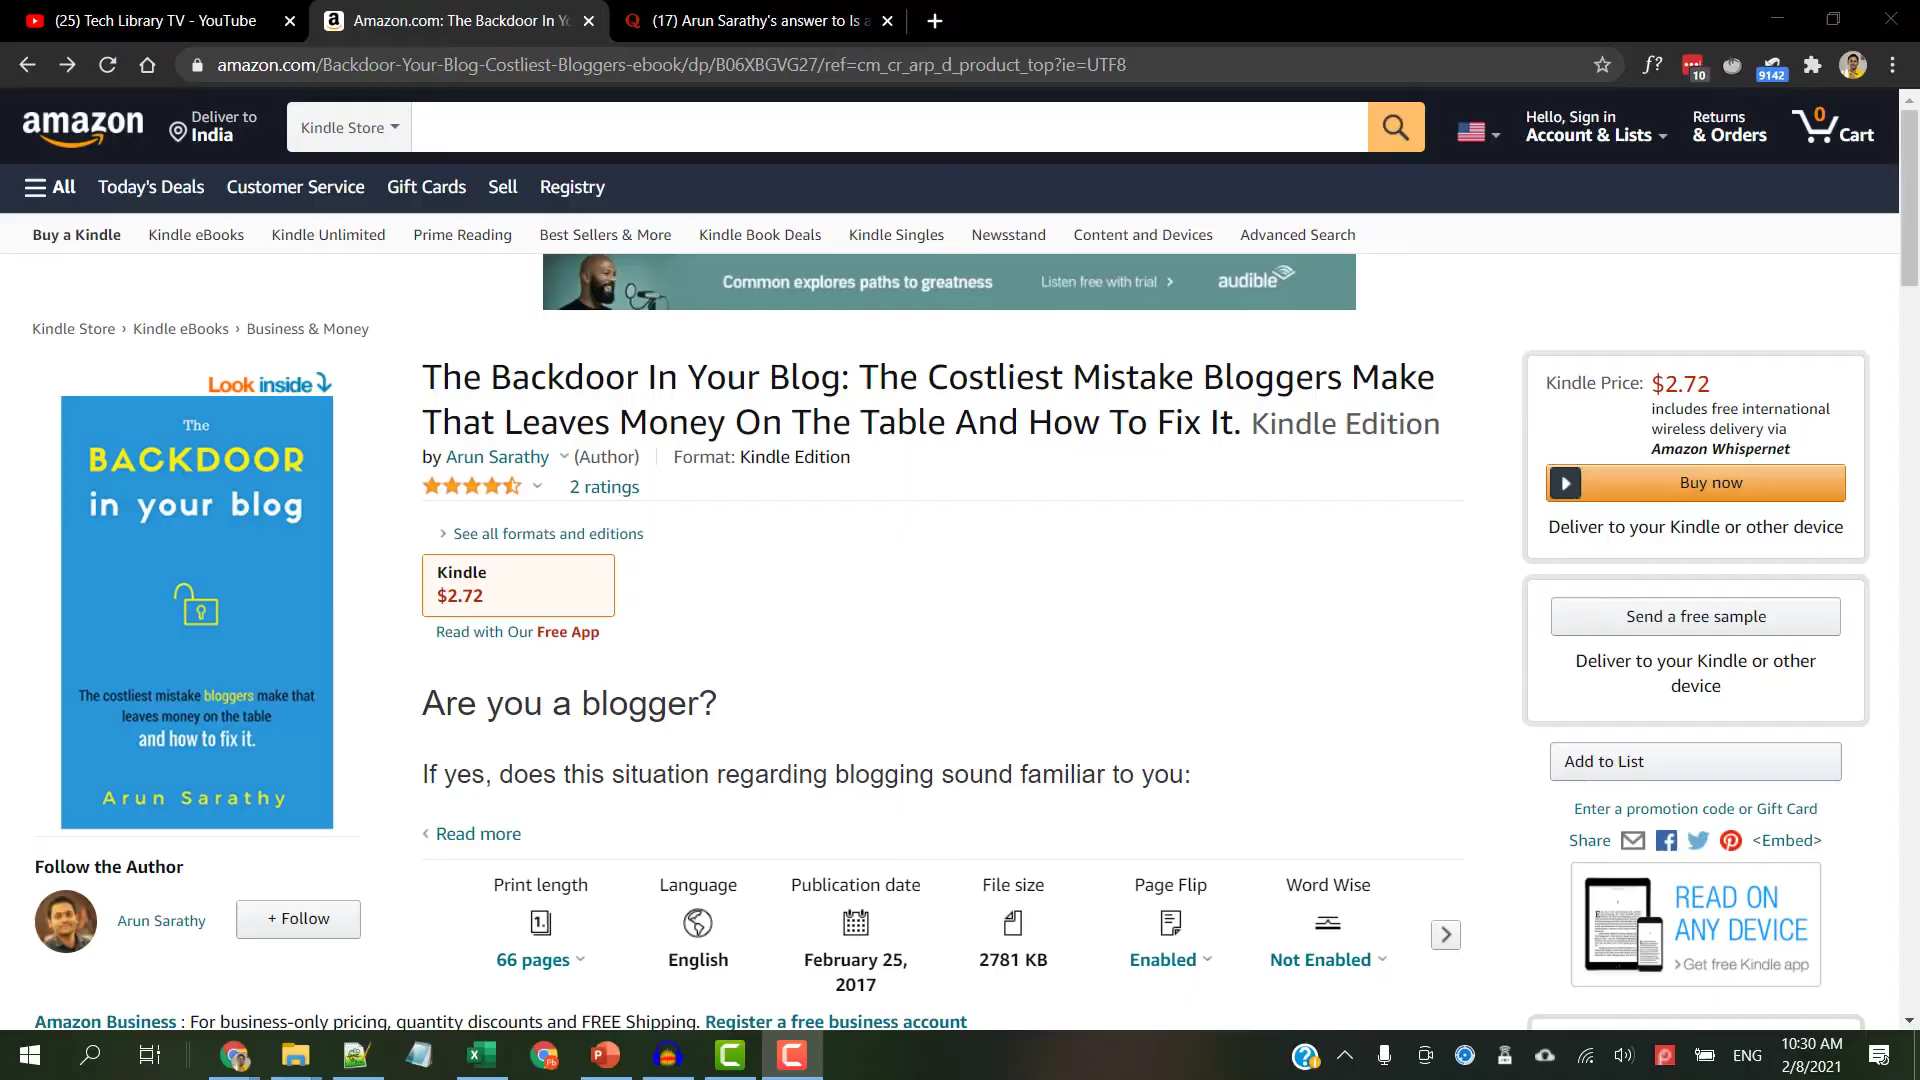 (25) Tech Library TV - YouTube
Amazon.com: The Backdoor In Yo
(17) Arun Sarathy's answer to Is a
amazon.com/Backdoor-Your-Blog-Costliest-Bloggers-ebook/dp/B06XBGVG27/ref=cm_cr_arp_d_product_top?ie=UTF8
f?
10
9142
amazon
Deliver to
India
Kindle Store
Hello, Sign in
Account & Lists
Returns
& Orders
0
Cart
All
Today's Deals
Customer Service
Gift Cards
Sell
Registry
Buy a Kindle
Kindle eBooks
Kindle Unlimited
Prime Reading
Best Sellers & More
Kindle Book Deals
Kindle Singles
Newsstand
Content and Devices
Advanced Search
Common explores paths to greatness
Listen free with trial ›
audible
Kindle Store › Kindle eBooks › Business & Money
Look inside
The
BACKDOOR
in your blog
The costliest mistake bloggers make that
leaves money on the table
and how to fix it.
Arun Sarathy
Follow the Author
Arun Sarathy
+ Follow
The Backdoor In Your Blog: The Costliest Mistake Bloggers Make
That Leaves Money On The Table And How To Fix It. Kindle Edition
by Arun Sarathy (Author) Format: Kindle Edition
2 ratings
› See all formats and editions
Kindle
$2.72
Read with Our Free App
Are you a blogger?
If yes, does this situation regarding blogging sound familiar to you:
‹ Read more
Print length
66 pages
Language
English
Publication date
February 25,
2017
File size
2781 KB
Page Flip
Enabled
Word Wise
Not Enabled
Kindle Price: $2.72
includes free international
wireless delivery via
Amazon Whispernet
Buy now
Deliver to your Kindle or other device
Send a free sample
Deliver to your Kindle or other
device
Add to List
Enter a promotion code or Gift Card
Share
<Embed>
READ ON
ANY DEVICE
› Get free Kindle app
Amazon Business : For business-only pricing, quantity discounts and FREE Shipping. Register a free business account
ENG
10:30 AM
2/8/2021